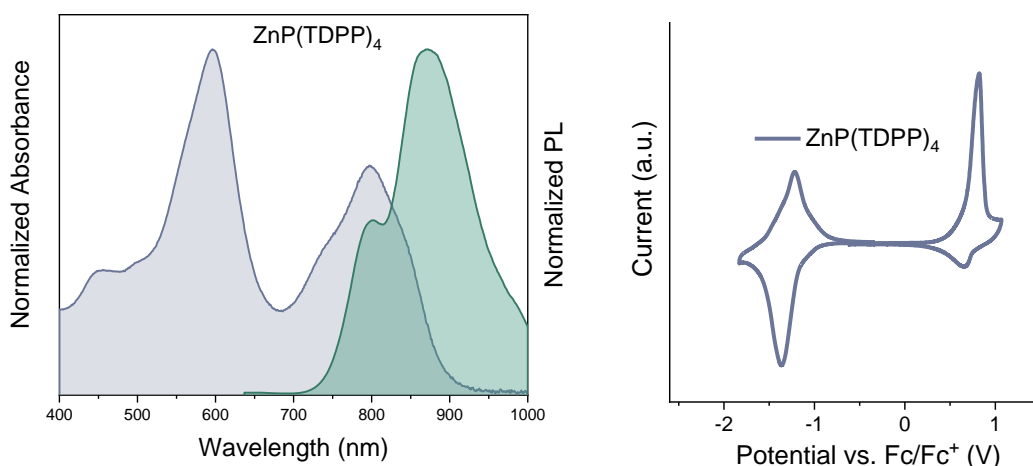 ZnP(TDPP)₄
Normalized Absorbance
Normalized PL
400 500 600 700 800 900 1000
Wavelength (nm)
ZnP(TDPP)₄
Current (a.u.)
-2 -1 0 1
Potential vs. Fc/Fc⁺ (V)